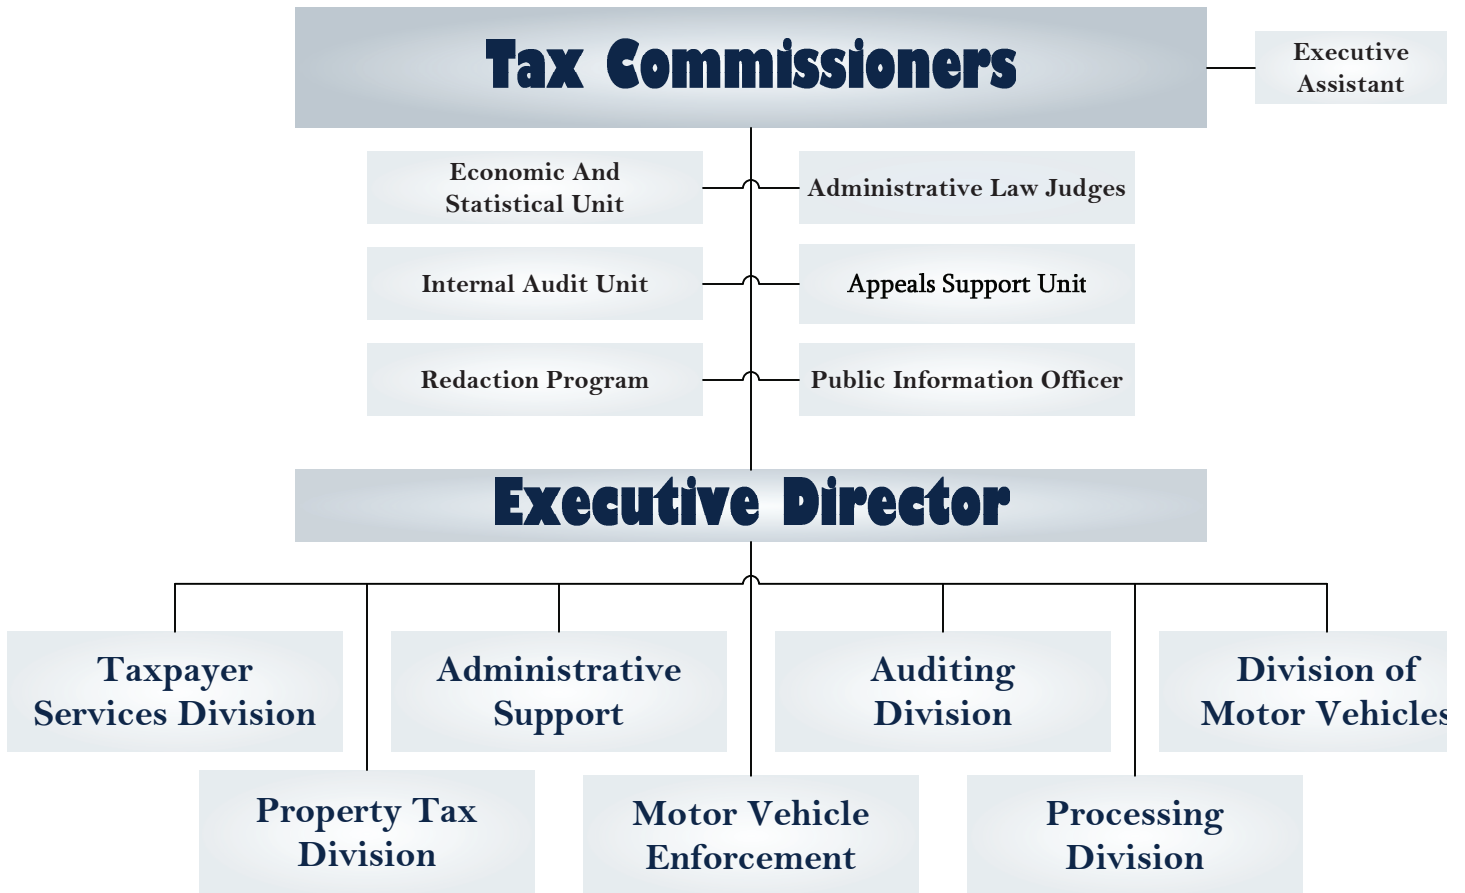 Tax Commissioners
Executive
Assistant
Economic And
Statistical Unit
Administrative Law Judges
Internal Audit Unit
Appeals Support Unit
Redaction Program
Public Information Officer
Executive Director
Taxpayer
Services Division
Administrative
Support
Auditing
Division
Division of
Motor Vehicles
Property Tax
Division
Motor Vehicle
Enforcement
Processing
Division